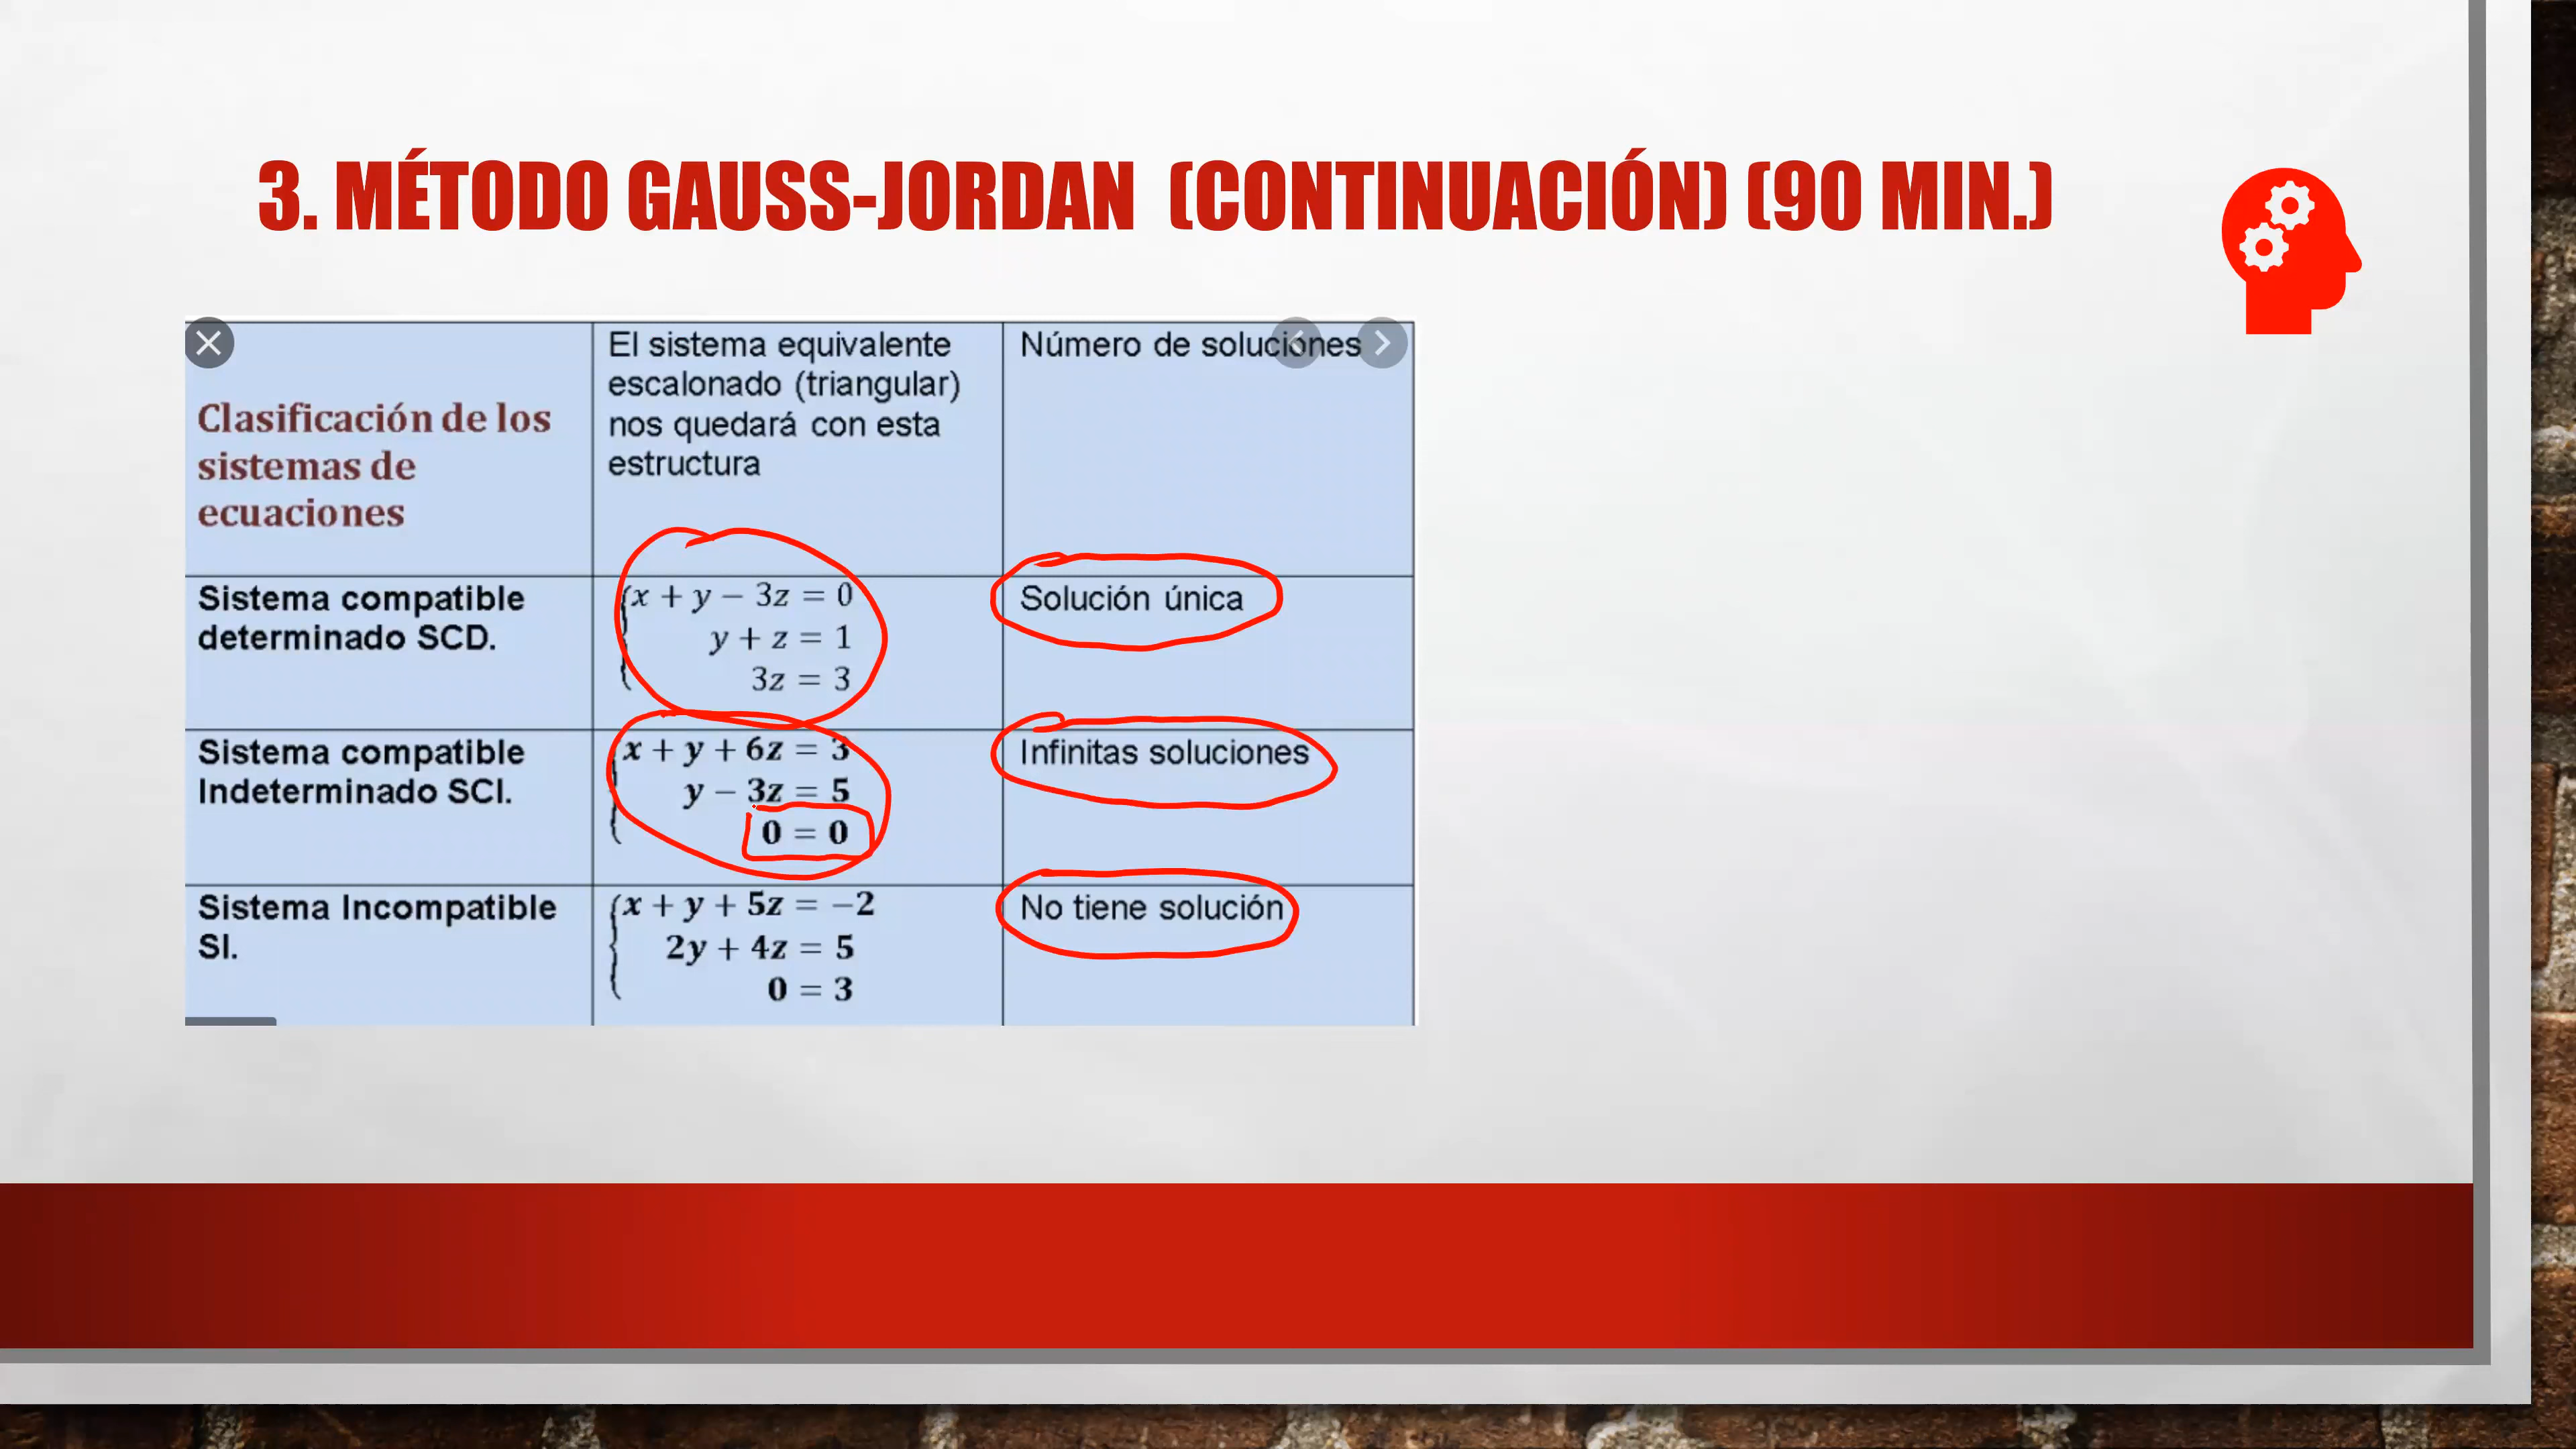 3. MÉTODO GAUSS-JORDAN (CONTINUACIÓN) (90 MIN.)
Clasificación de los
sistemas de
ecuaciones
El sistema equivalente
escalonado (triangular)
nos quedará con esta
estructura
Número de soluciones
Sistema compatible
determinado SCD.
x + y − 3z = 0
y + z = 1
3z = 3
Solución única
Sistema compatible
Indeterminado SCI.
x + y + 6z = 3
y − 3z = 5
0 = 0
Infinitas soluciones
Sistema Incompatible
SI.
x + y + 5z = −2
2y + 4z = 5
0 = 3
No tiene solución